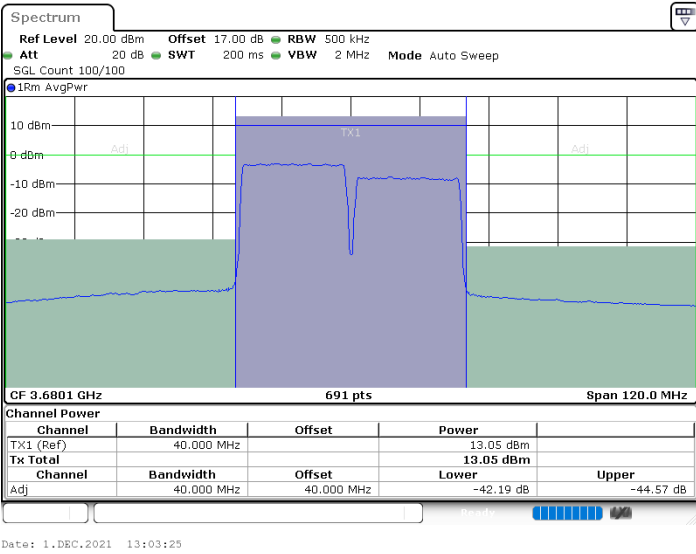 Spectrum
Ref Level 20.00 dBm Offset 17.00 dB RBW 500 kHz
Att 20 dB SWT 200 ms VBW 2 MHz Mode Auto Sweep
SGL Count 100/100
1Rm AvgPwr
TX1
10 dBm
Adj Adj
0 dBm
-10 dBm
-20 dBm
CF 3.6801 GHz 691 pts Span 120.0 MHz
Channel Power
Channel Bandwidth Offset Power
TX1 (Ref) 40.000 MHz 13.05 dBm
Tx Total 13.05 dBm
Channel Bandwidth Offset Lower Upper
Adj 40.000 MHz 40.000 MHz -42.19 dB -44.57 dB
Ready
Date: 1.DEC.2021 13:03:25